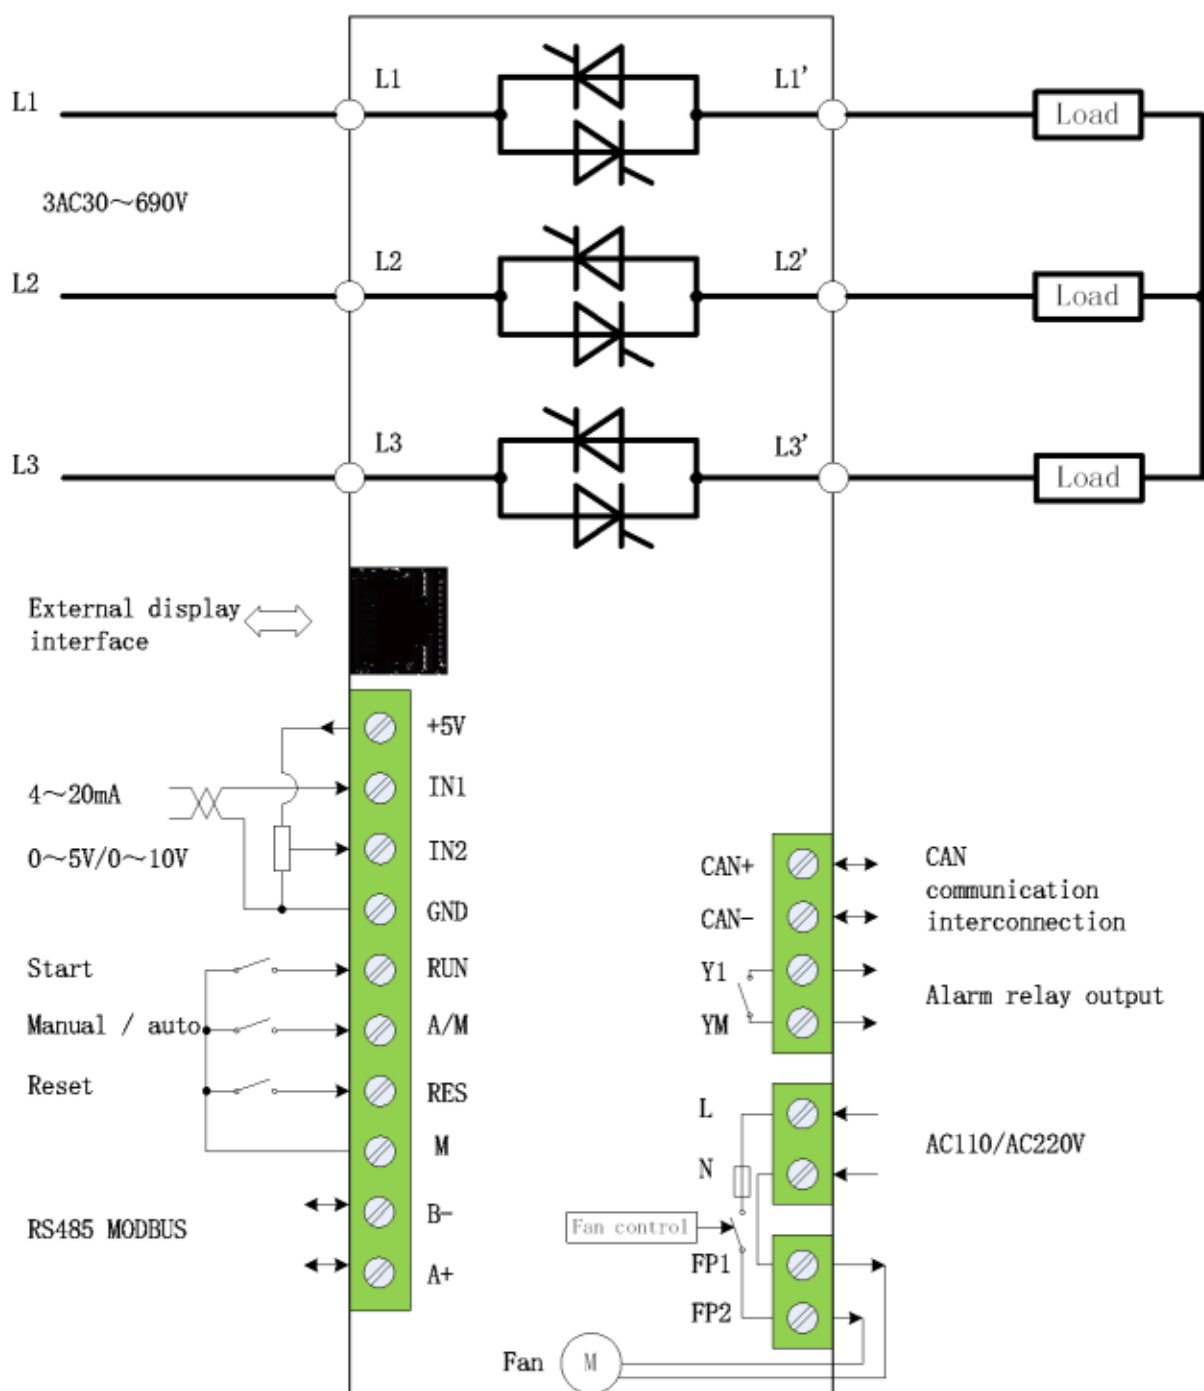 L1
L1
L1'
Load
3AC30～690V
L2
L2
L2'
Load
L3
L3
L3'
Load
External display
interface
+5V
4～20mA
IN1
0～5V/0～10V
IN2
GND
Start
RUN
Manual / auto
A/M
Reset
RES
M
RS485 MODBUS
B-
A+
CAN+
CAN-
CAN
communication
interconnection
Y1
YM
Alarm relay output
L
N
AC110/AC220V
Fan control
FP1
FP2
Fan
M